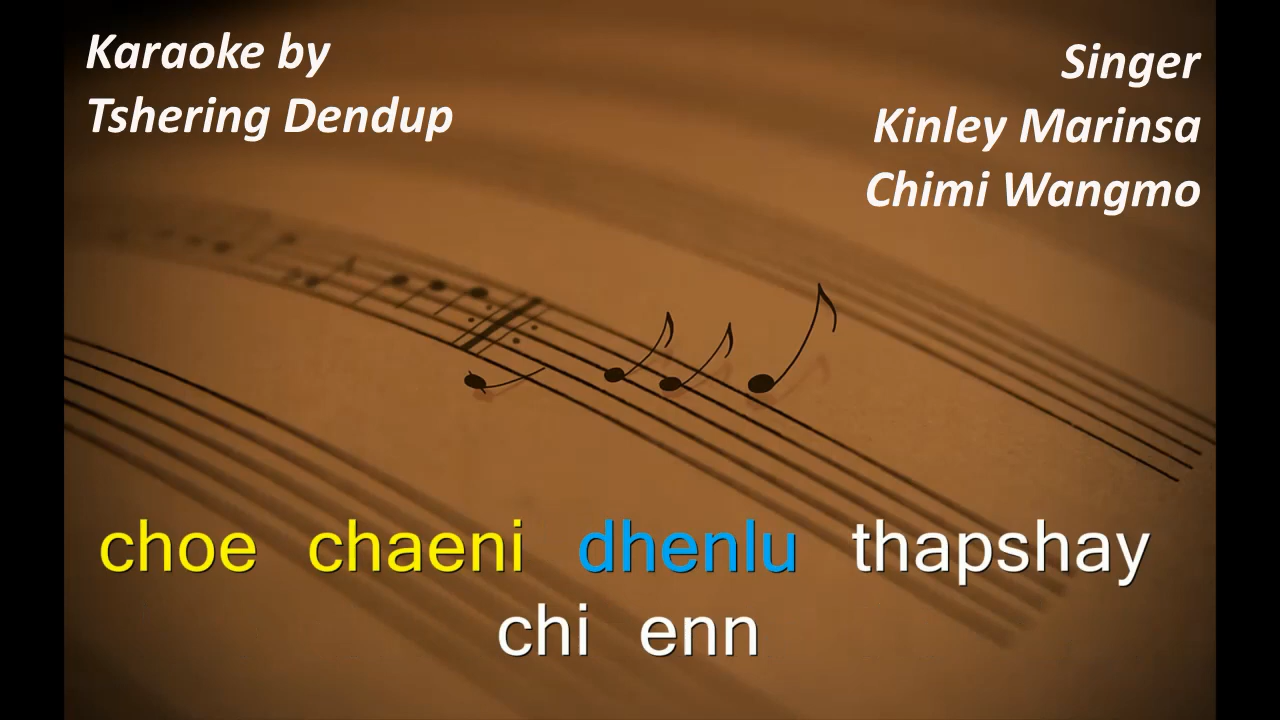 Karaoke by
Tshering Dendup
Singer
Kinley Marinsa
Chimi Wangmo
choe chaeni dhenlu thapshay
chi enn